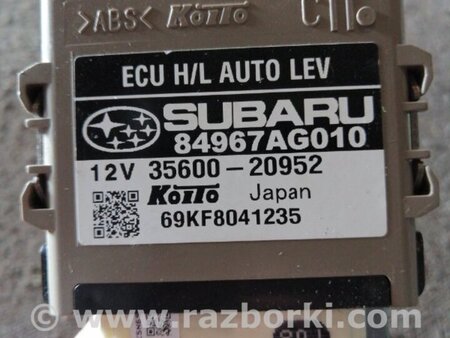 >ABS< KOITO
ECU H/L AUTO LEV
SUBARU
84967AG010
12V 35600-20952
KOITO Japan
69KF8041235
www.razborki.com